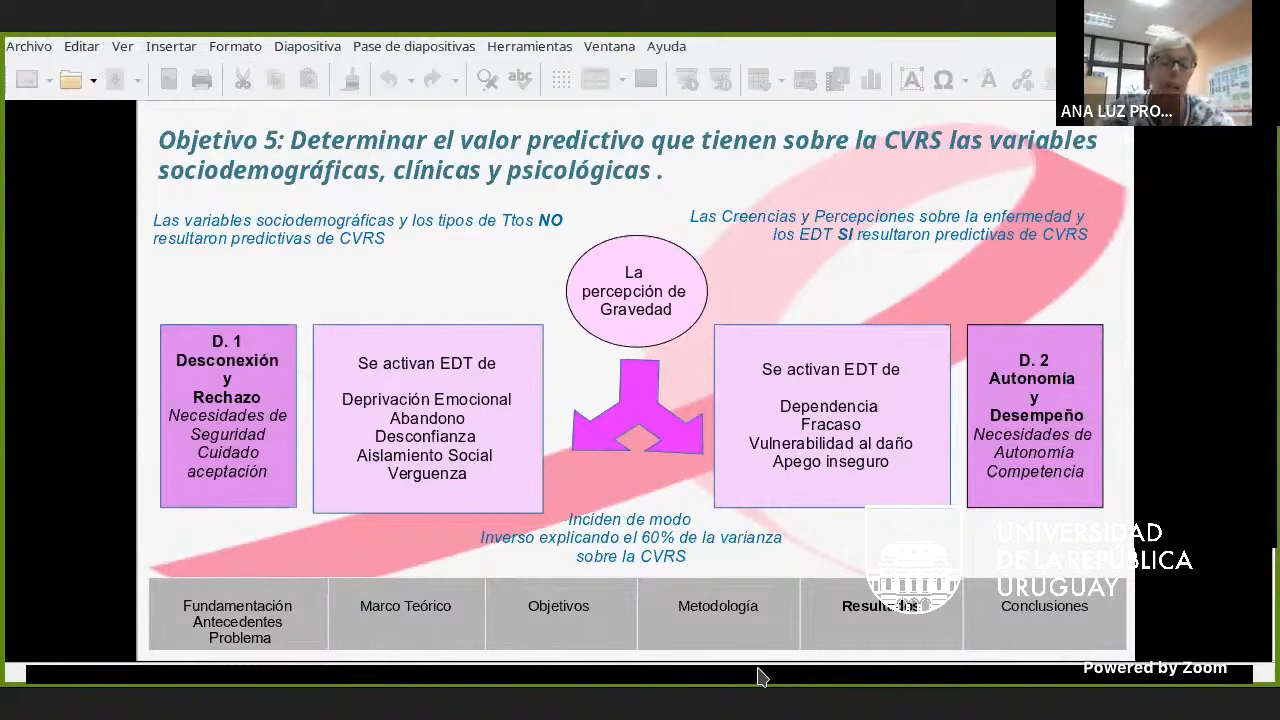 Archivo Editar Ver Insertar Formato Diapositiva Pase de diapositivas Herramientas Ventana Ayuda
ANA LUZ PRO...
Objetivo 5: Determinar el valor predictivo que tienen sobre la CVRS las variables
sociodemográficas, clínicas y psicológicas .
Las variables sociodemográficas y los tipos de Ttos NO
resultaron predictivas de CVRS
Las Creencias y Percepciones sobre la enfermedad y
los EDT SI resultaron predictivas de CVRS
La
percepción de
Gravedad
D. 1
Desconexión
y
Rechazo
Necesidades de
Seguridad
Cuidado
aceptación
Se activan EDT de
Deprivación Emocional
Abandono
Desconfianza
Aislamiento Social
Verguenza
Se activan EDT de
Dependencia
Fracaso
Vulnerabilidad al daño
Apego inseguro
D. 2
Autonomía
y
Desempeño
Necesidades de
Autonomía
Competencia
Inciden de modo
Inverso explicando el 60% de la varianza
sobre la CVRS
UNIVERSIDAD
DE LA REPÚBLICA
URUGUAY
Fundamentación
Antecedentes
Problema
Marco Teórico
Objetivos
Metodología
Resultados
Conclusiones
Powered by Zoom